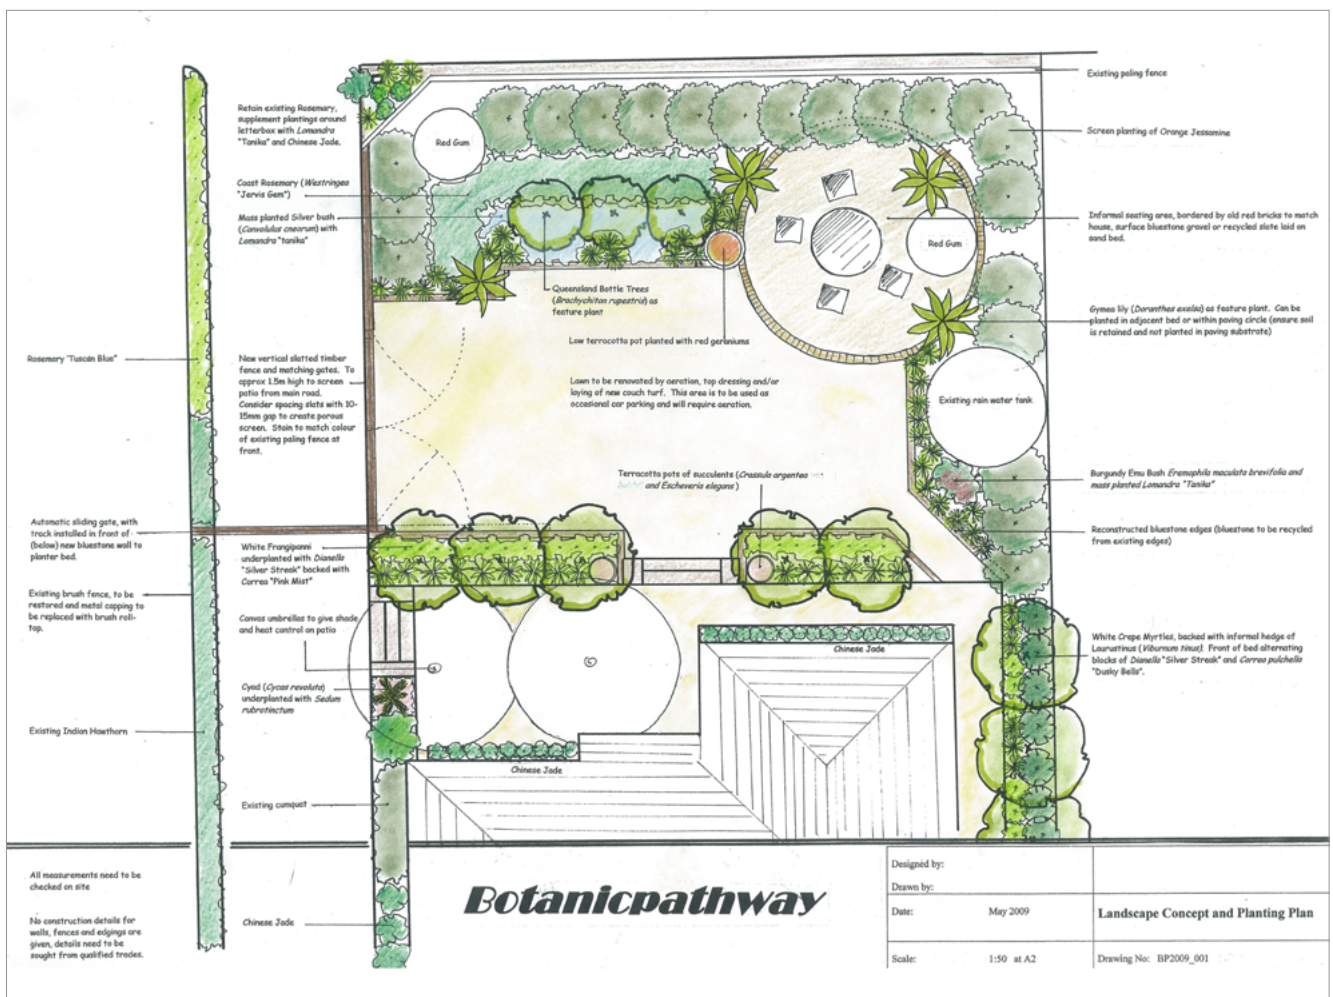 Existing paling fence
Retain existing Rosemary,
supplement plantings around
letterbox with Lomandra
"Tanika" and Chinese Jade.
Red Gum
Screen planting of Orange Jessamine
Coast Rosemary (Westringea
"Jervis Gem")
Mass planted Silver bush
(Convolulus cneorum) with
Lomandra "tanika"
Informal seating area, bordered by old red bricks to match
house, surface bluestone gravel or recycled slate laid on
sand bed.
Red Gum
Queensland Bottle Trees
(Brachychiton rupestris) as
feature plant
Gymea lily (Doranthes exelsa) as feature plant. Can be
planted in adjacent bed or within paving circle (ensure soil
is retained and not planted in paving substrate)
Low terracotta pot planted with red geraniums
Rosemary "Tuscan Blue"
New vertical slatted timber
fence and matching gates. To
approx 1.5m high to screen
patio from main road.
Consider spacing slats with 10-
15mm gap to create porous
screen. Stain to match colour
of existing paling fence at
front.
Lawn to be renovated by aeration, top dressing and/or
laying of new couch turf. This area is to be used as
occasional car parking and will require aeration.
Existing rain water tank
Terracotta pots of succulents (Crassula argentea
and Escheveria elegans)
Burgundy Emu Bush Eremophila maculata brevifolia and
mass planted Lomandra "Tanika"
Automatic sliding gate, with
track installed in front of
(below) new bluestone wall to
planter bed.
Reconstructed bluestone edges (bluestone to be recycled
from existing edges)
White Frangipanni
underplanted with Dianella
"Silver Streak" backed with
Correa "Pink Mist"
Existing brush fence, to be
restored and metal capping to
be replaced with brush roll-
top.
Canvas umbrellas to give shade
and heat control on patio
Chinese Jade
White Crepe Myrtles, backed with informal hedge of
Laurustinus (Viburnum tinus). Front of bed alternating
blocks of Dianella "Silver Streak" and Correa pulchella
"Dusky Bells".
Cyad (Cycas revoluta)
underplanted with Sedum
rubrotinctum
Existing Indian Hawthorn
Chinese Jade
Existing cumquat
All measurements need to be
checked on site
No construction details for
walls, fences and edgings are
given, details need to be
sought from qualified trades.
Chinese Jade
Botanicpathway
Designed by:
Drawn by:
Date: May 2009
Landscape Concept and Planting Plan
Scale: 1:50 at A2
Drawing No: BP2009_001